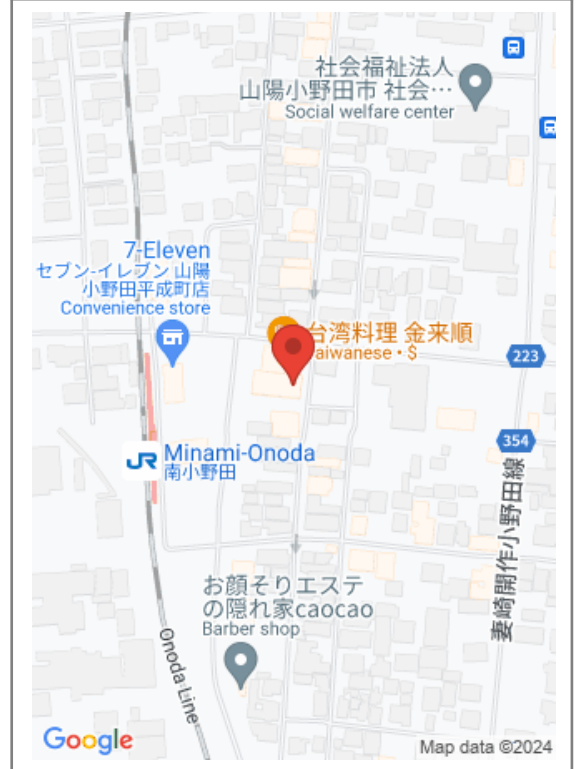 社会福祉法人
山陽小野田市 社会…
Social welfare center
7-Eleven
セブン-イレブン 山陽
小野田平成町店
Convenience store
台湾料理 金来順
aiwanese • $
223
354
JR
Minami-Onoda
南小野田
妻崎開作小野田線
お顔そりエステ
の隠れ家caocao
Barber shop
Onoda Line
Google
Map data ©2024